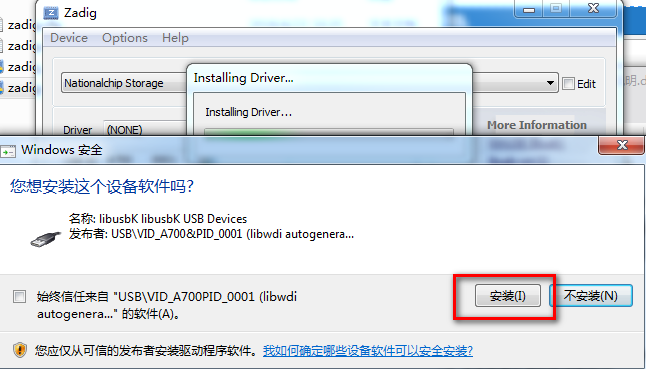 Zadig
Device Options Help
zadig
Nationalchip Storage
Edit
Installing Driver...
Installing Driver...
Driver (NONE)
More Information
Windows 安全
您想安装这个设备软件吗?
名称: libusbK libusbK USB Devices
发布者: USB\VID_A700&PID_0001 (libwdi autogenera...
始终信任来自 "USB\VID_A700PID_0001 (libwdi
autogenera..." 的软件(A)。
安装(I)
不安装(N)
您应仅从可信的发布者安装驱动程序软件。我如何确定哪些设备软件可以安全安装?